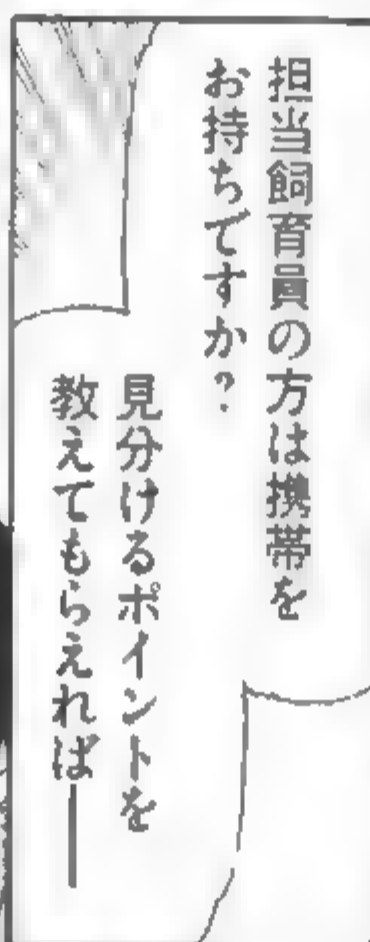 担当飼育員の方は携帯を
お持ちですか?
見分けるポイントを
教えてもらえれば――